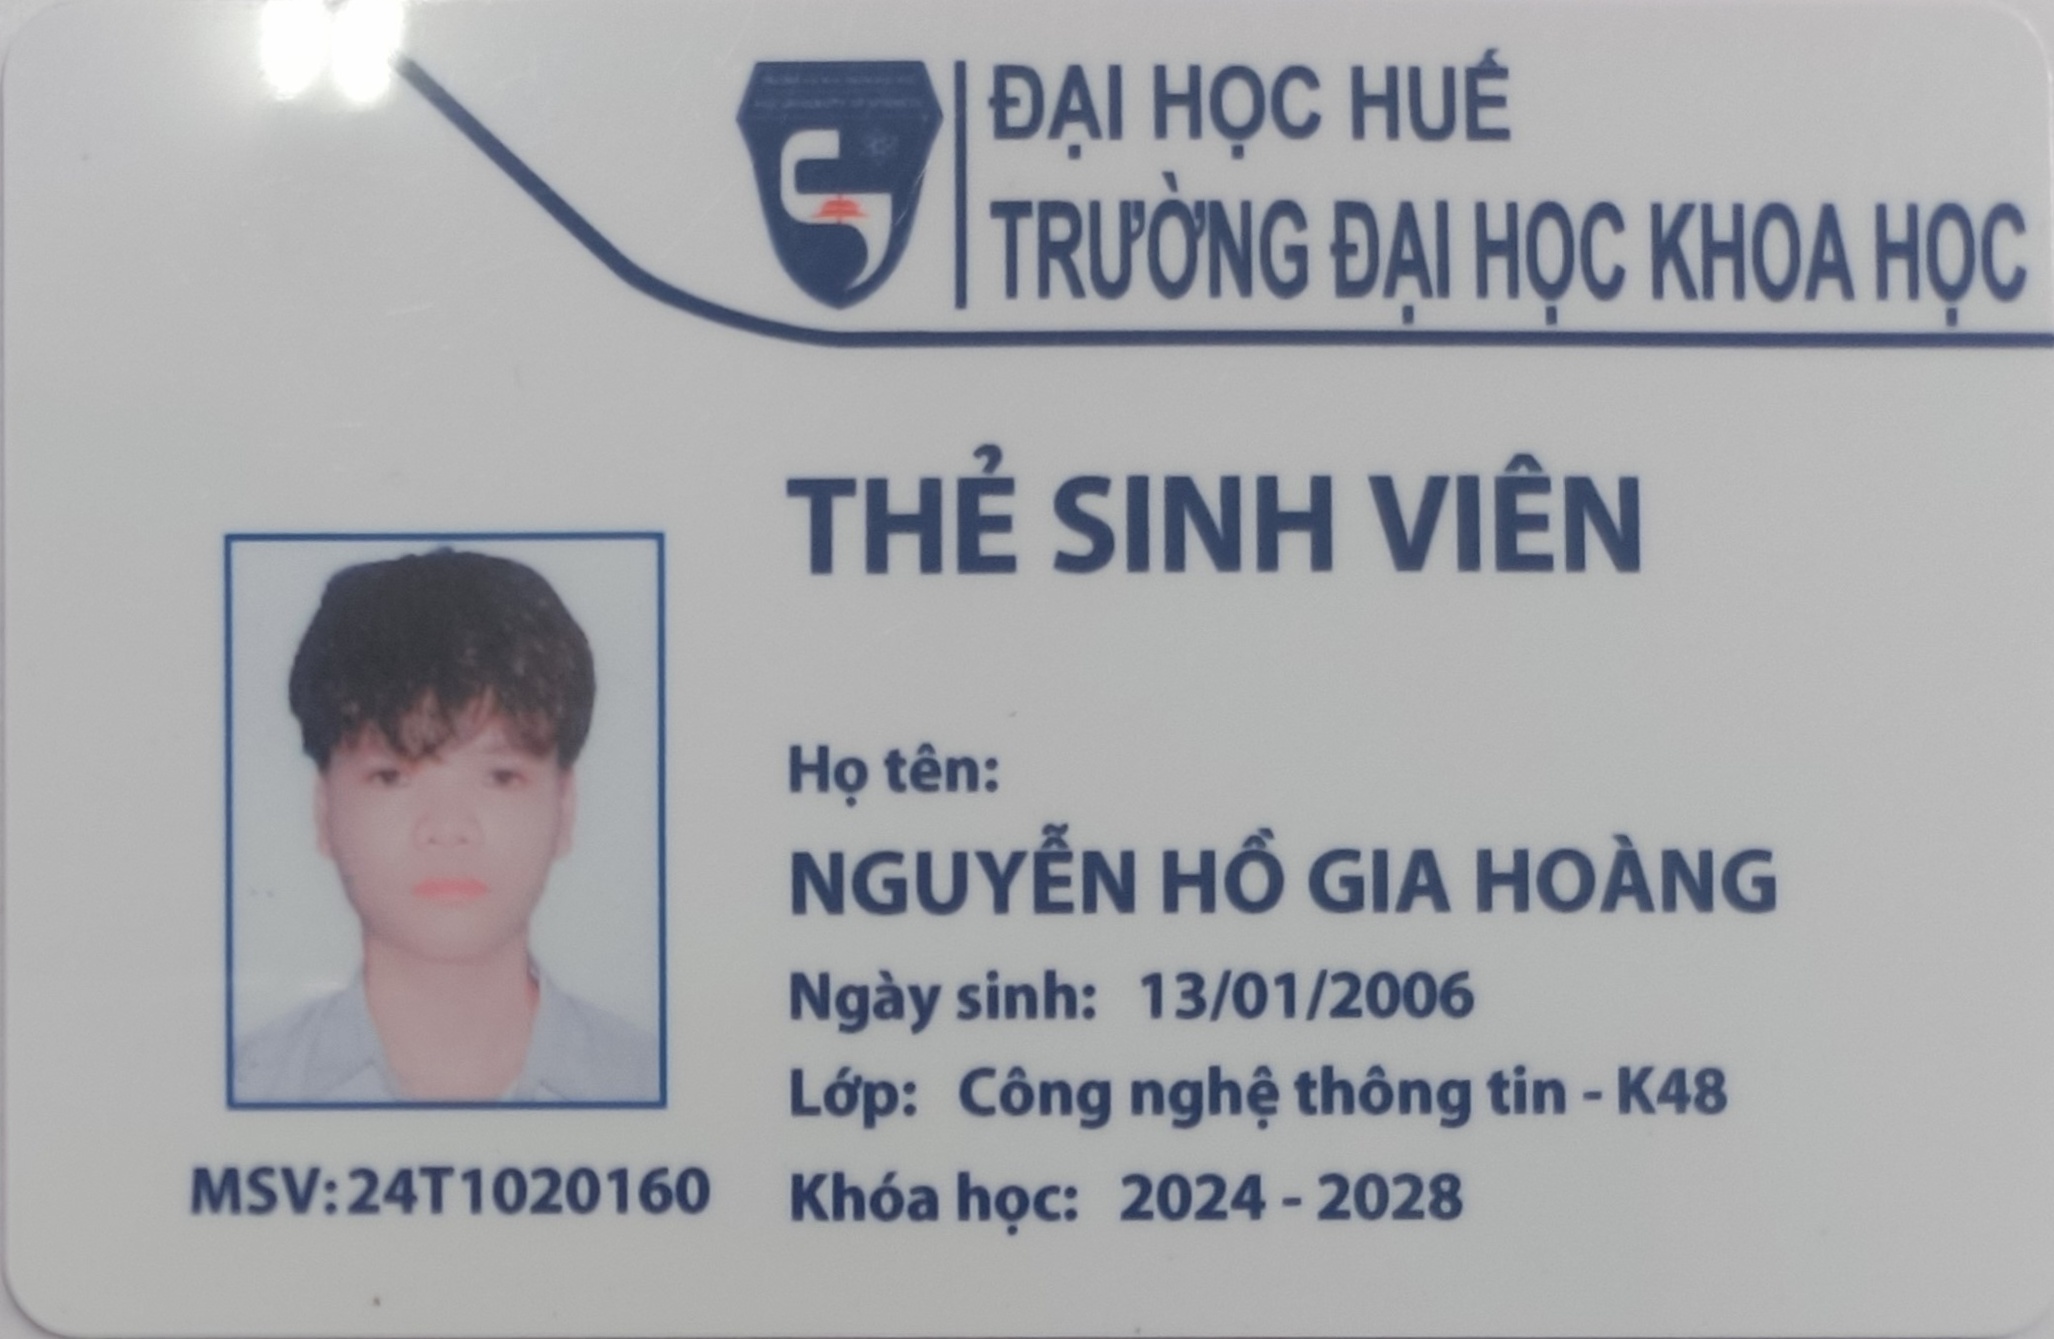 ĐẠI HỌC HUẾ
TRƯỜNG ĐẠI HỌC KHOA HỌC
THẺ SINH VIÊN
Họ tên:
NGUYỄN HỒ GIA HOÀNG
Ngày sinh: 13/01/2006
Lớp: Công nghệ thông tin - K48
MSV: 24T1020160
Khóa học: 2024 - 2028